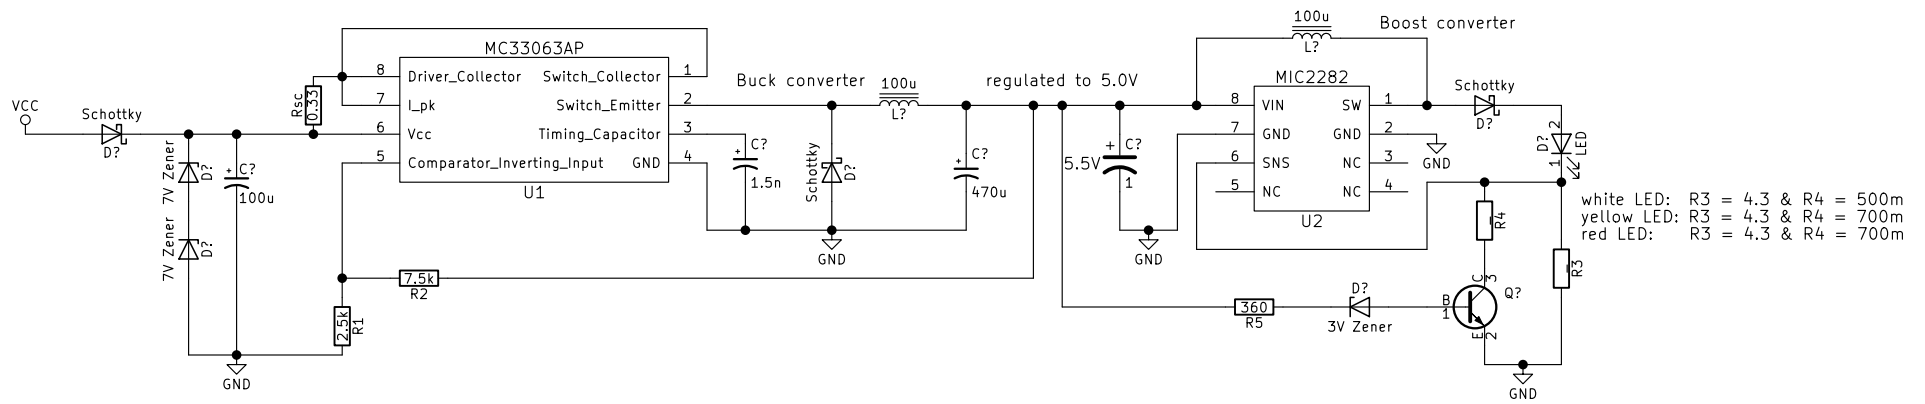 VCC
Schottky
D?
7V Zener
D?
7V Zener
D?
C?
100u
GND
Rsc
0.33
MC33063AP
8 Driver_Collector Switch_Collector 1
7 I_pk Switch_Emitter 2
6 Vcc Timing_Capacitor 3
5 Comparator_Inverting_Input GND 4
U1
2.5k
R1
7.5k
R2
C?
1.5n
Buck converter
Schottky
D?
GND
100u
L?
C?
470u
regulated to 5.0V
5.5V
C?
1
GND
100u
L?
Boost converter
MIC2282
8 VIN SW 1
7 GND GND 2
6 SNS NC 3
5 NC NC 4
U2
GND
Schottky
D?
2
D?
LED
1
white LED: R3 = 4.3 & R4 = 500m
yellow LED: R3 = 4.3 & R4 = 700m
red LED: R3 = 4.3 & R4 = 700m
R4
R3
360
R5
D?
3V Zener
B
1
C
3
Q?
E
2
GND